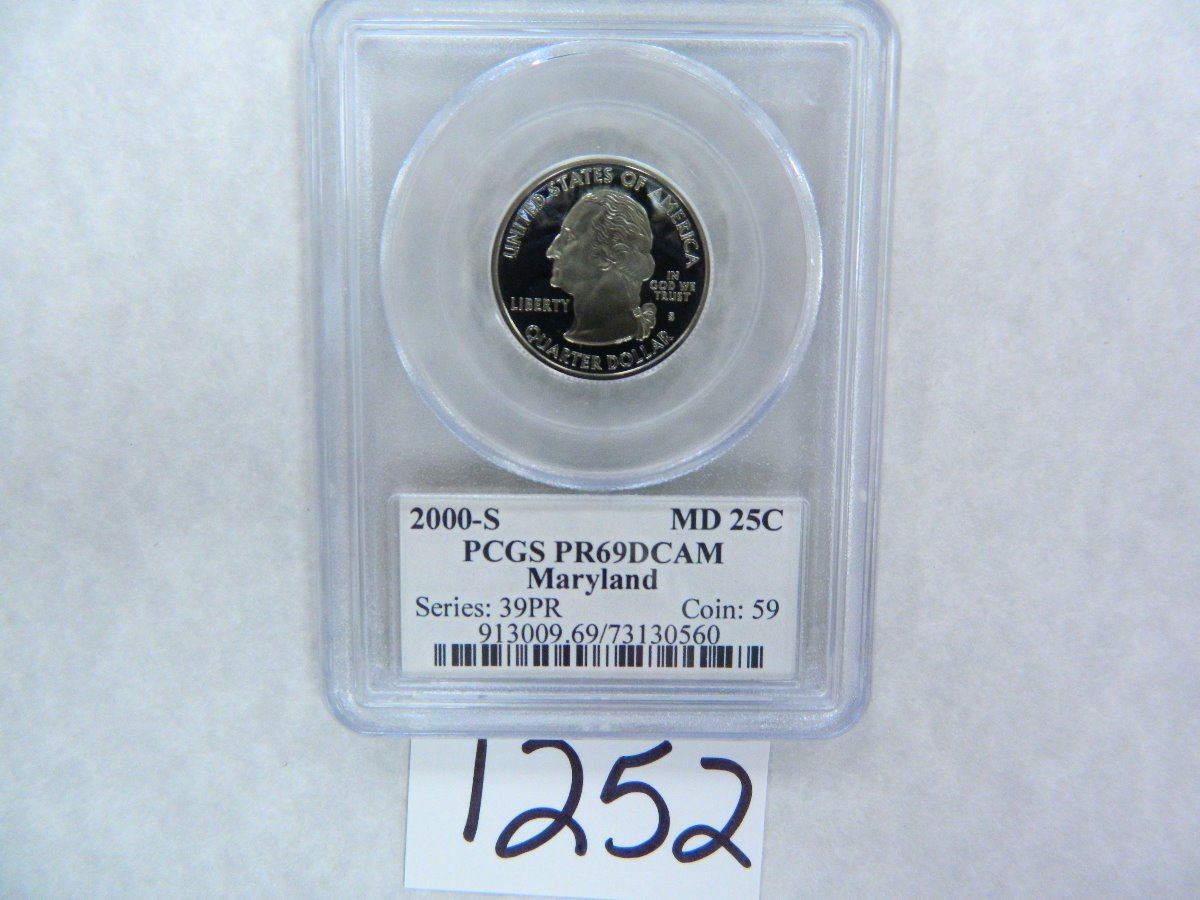 UNITED STATES OF AMERICA
LIBERTY
IN
GOD WE
TRUST
S
QUARTER DOLLAR
2000-S MD 25C
PCGS PR69DCAM
Maryland
Series: 39PR Coin: 59
913009.69/73130560
1252